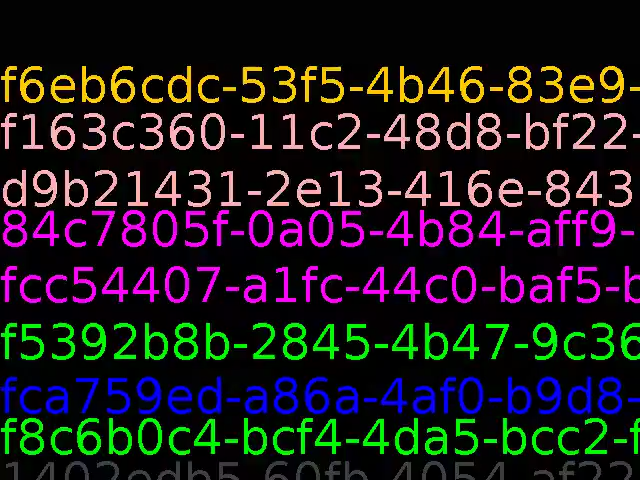 f6eb6cdc-53f5-4b46-83e9-
f163c360-11c2-48d8-bf22-
d9b21431-2e13-416e-843
84c7805f-0a05-4b84-aff9-
fcc54407-a1fc-44c0-baf5-b
f5392b8b-2845-4b47-9c36
fca759ed-a86a-4af0-b9d8-
f8c6b0c4-bcf4-4da5-bcc2-f